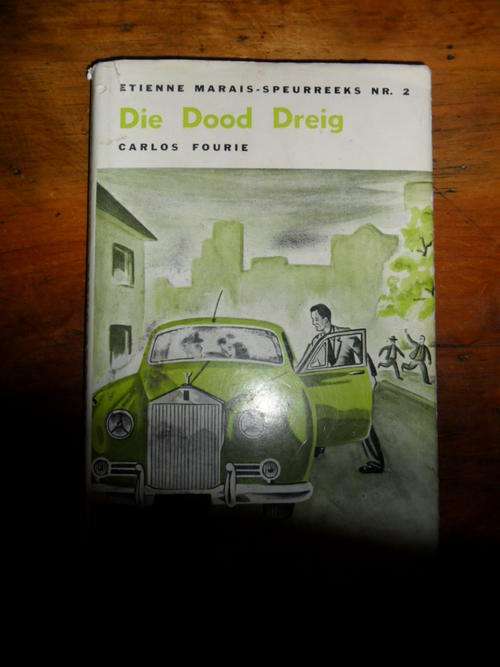 ETIENNE MARAIS-SPEURREEKS NR. 2
Die Dood Dreig
CARLOS FOURIE